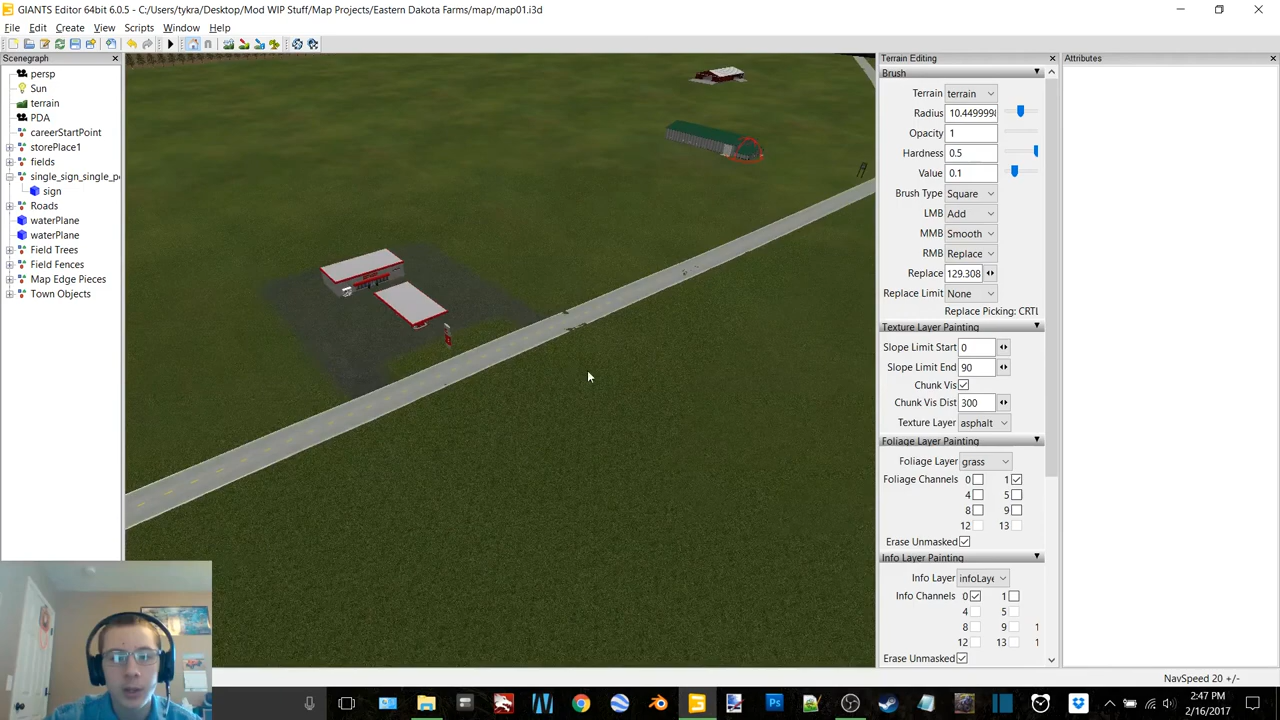 GIANTS Editor 64bit 6.0.5 - C:/Users/tykra/Desktop/Mod WIP Stuff/Map Projects/Eastern Dakota Farms/map/map01.i3d
File Edit Create View Scripts Window Help
Scenegraph
persp
Sun
terrain
PDA
careerStartPoint
storePlace1
fields
single_sign_single_p
sign
Roads
waterPlane
waterPlane
Field Trees
Field Fences
Map Edge Pieces
Town Objects
Terrain Editing
Brush
Terrain terrain
Radius 10.449999
Opacity 1
Hardness 0.5
Value 0.1
Brush Type Square
LMB Add
MMB Smooth
RMB Replace
Replace 129.308
Replace Limit None
Replace Picking: CRTL
Texture Layer Painting
Slope Limit Start 0
Slope Limit End 90
Chunk Vis
Chunk Vis Dist 300
Texture Layer asphalt
Foliage Layer Painting
Foliage Layer grass
Foliage Channels 0 1
4 5
8 9
12 13
Erase Unmasked
Info Layer Painting
Info Layer infoLaye
Info Channels 0 1
4 5
8 9 1
12 13 1
Erase Unmasked
Attributes
NavSpeed 20 +/-
2:47 PM
2/16/2017